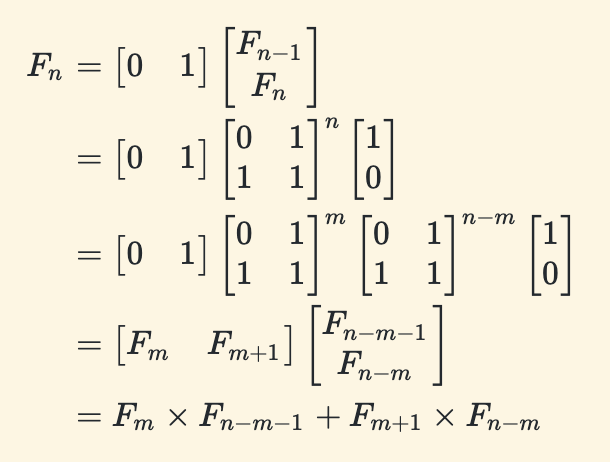 F_n = [0 1] [F_{n-1} ; F_n]
= [0 1] [0 1 ; 1 1]^n [1 ; 0]
= [0 1] [0 1 ; 1 1]^m [0 1 ; 1 1]^{n-m} [1 ; 0]
= [F_m F_{m+1}] [F_{n-m-1} ; F_{n-m}]
= F_m × F_{n-m-1} + F_{m+1} × F_{n-m}